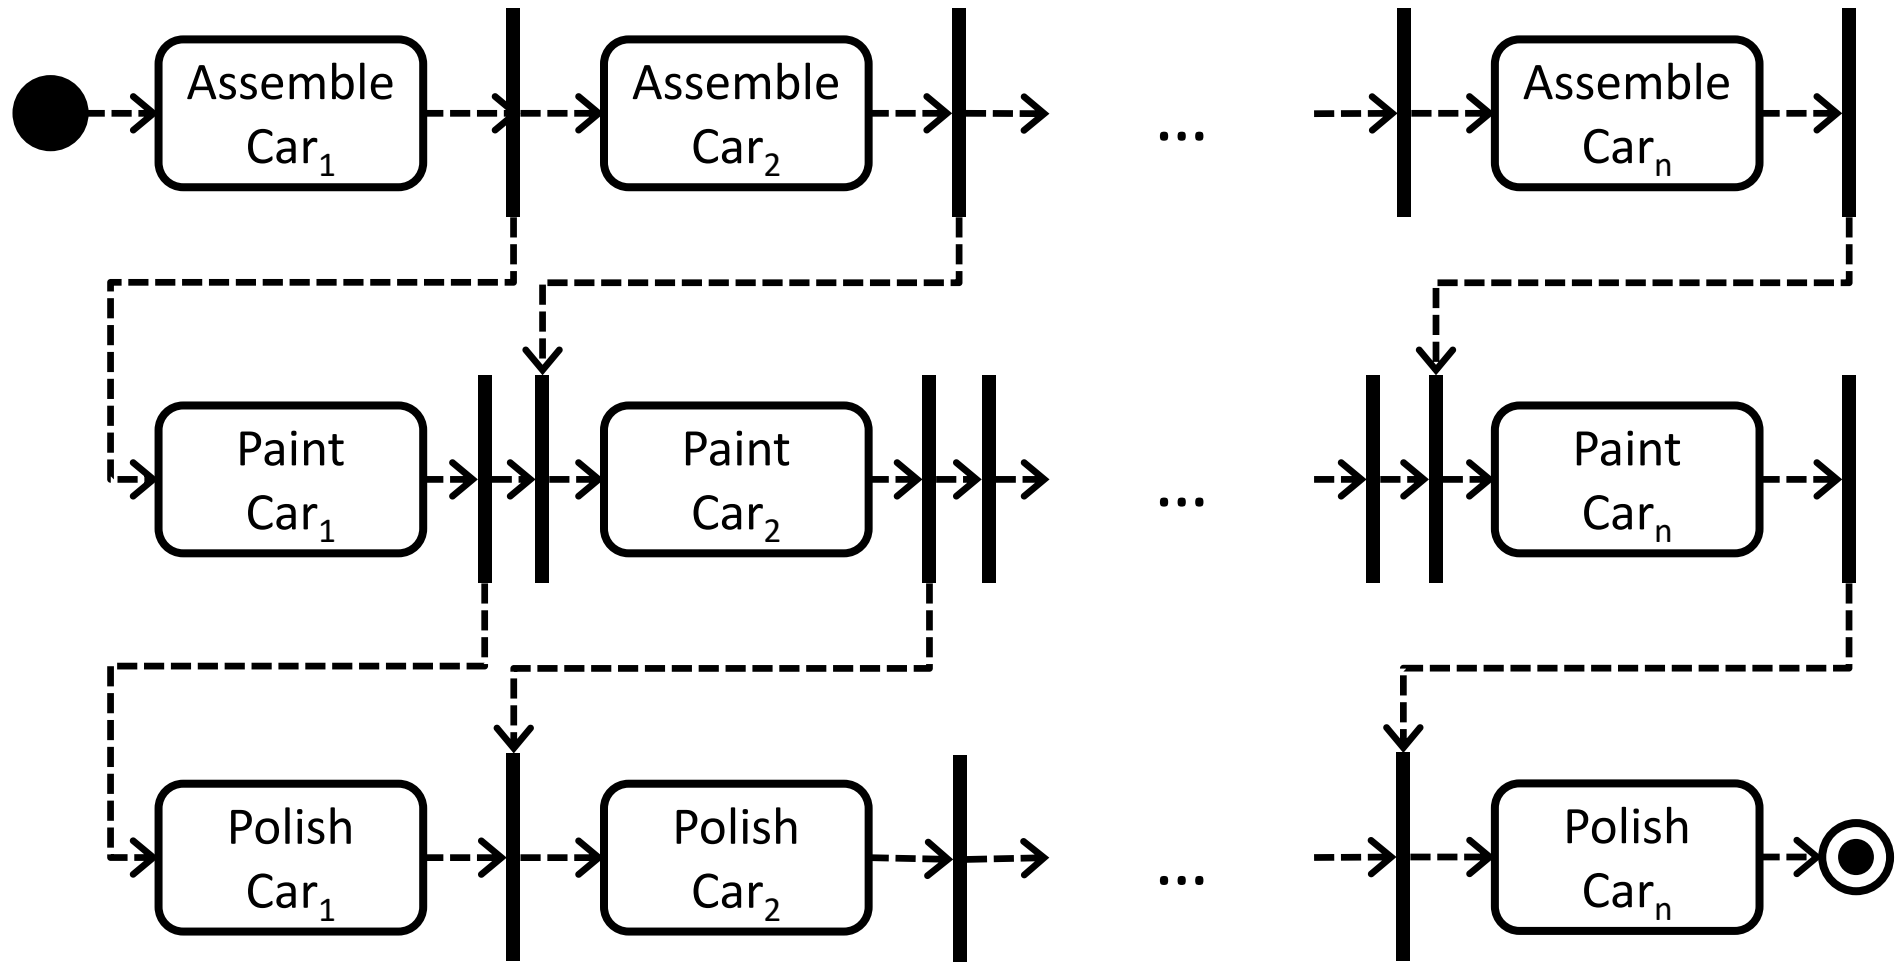 Assemble
Car₁
Assemble
Car₂
...
Assemble
Carₙ
Paint
Car₁
Paint
Car₂
...
Paint
Carₙ
Polish
Car₁
Polish
Car₂
...
Polish
Carₙ